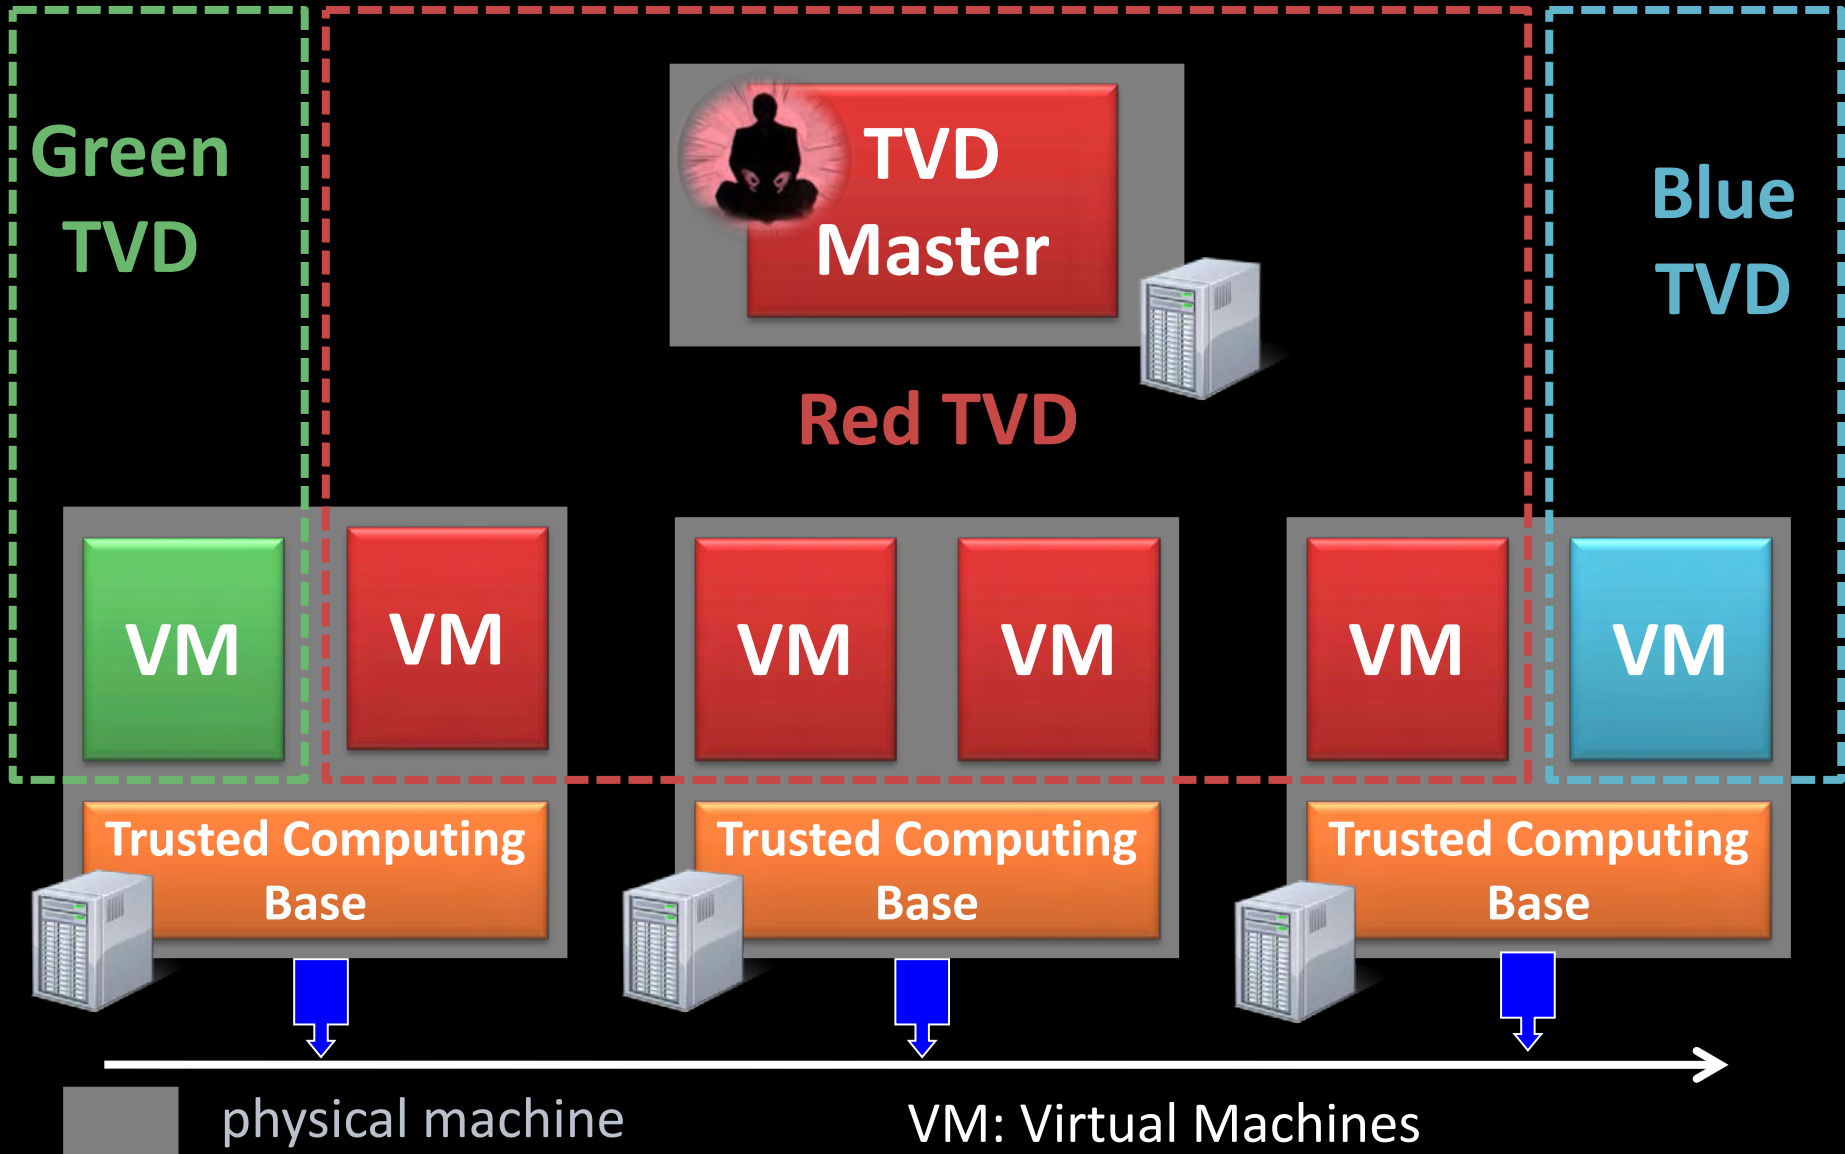 Green
TVD
TVD
Master
Blue
TVD
Red TVD
VM
VM
VM
VM
VM
VM
Trusted Computing
Base
Trusted Computing
Base
Trusted Computing
Base
physical machine
VM: Virtual Machines